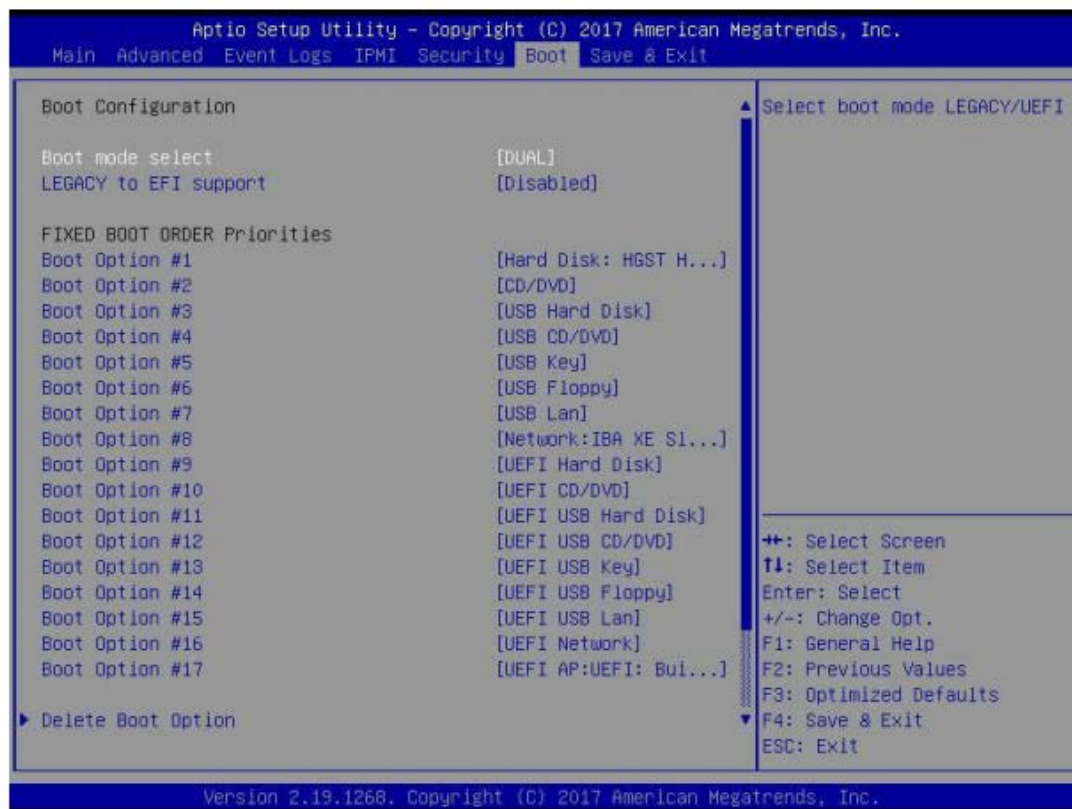 Aptio Setup Utility – Copyright (C) 2017 American Megatrends, Inc.
Main Advanced Event Logs IPMI Security Boot Save & Exit
Boot Configuration
Boot mode select [DUAL]
LEGACY to EFI support [Disabled]
FIXED BOOT ORDER Priorities
Boot Option #1 [Hard Disk: HGST H...]
Boot Option #2 [CD/DVD]
Boot Option #3 [USB Hard Disk]
Boot Option #4 [USB CD/DVD]
Boot Option #5 [USB Key]
Boot Option #6 [USB Floppy]
Boot Option #7 [USB Lan]
Boot Option #8 [Network:IBA XE Sl...]
Boot Option #9 [UEFI Hard Disk]
Boot Option #10 [UEFI CD/DVD]
Boot Option #11 [UEFI USB Hard Disk]
Boot Option #12 [UEFI USB CD/DVD]
Boot Option #13 [UEFI USB Key]
Boot Option #14 [UEFI USB Floppy]
Boot Option #15 [UEFI USB Lan]
Boot Option #16 [UEFI Network]
Boot Option #17 [UEFI AP:UEFI: Bui...]
Delete Boot Option
Select boot mode LEGACY/UEFI
→←: Select Screen
↑↓: Select Item
Enter: Select
+/-: Change Opt.
F1: General Help
F2: Previous Values
F3: Optimized Defaults
F4: Save & Exit
ESC: Exit
Version 2.19.1268. Copyright (C) 2017 American Megatrends, Inc.